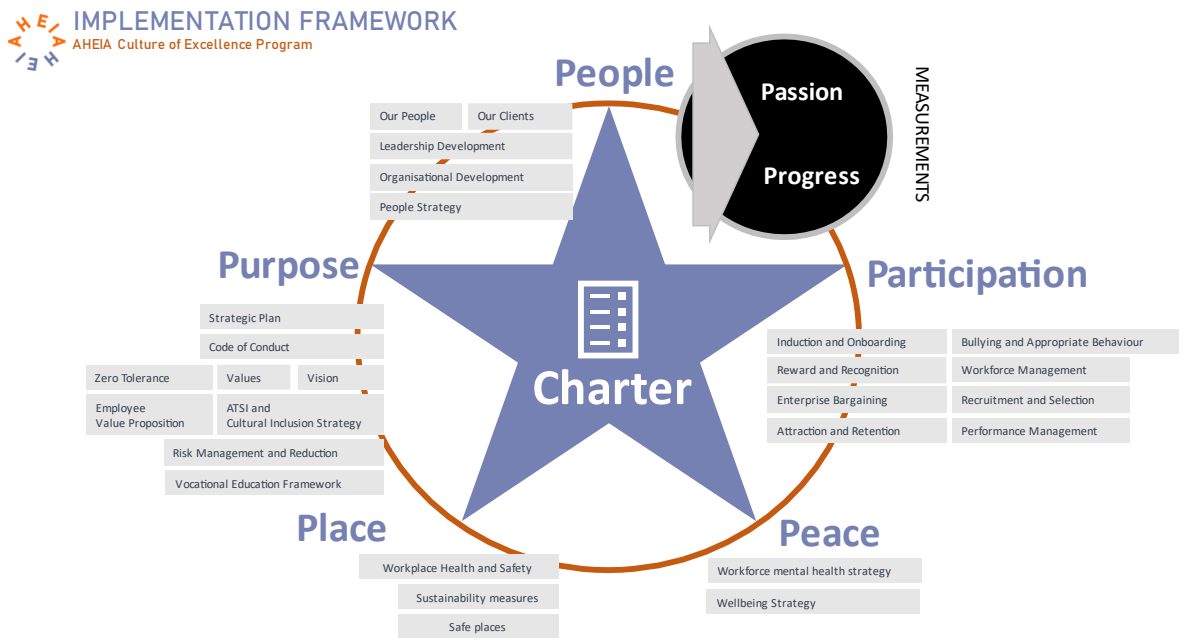 AHEIA
AHEIA
IMPLEMENTATION FRAMEWORK
AHEIA Culture of Excellence Program
People
Our People
Our Clients
Leadership Development
Organisational Development
People Strategy
Passion
Progress
MEASUREMENTS
Purpose
Strategic Plan
Code of Conduct
Zero Tolerance
Values
Vision
Employee
Value Proposition
ATSI and
Cultural Inclusion Strategy
Risk Management and Reduction
Vocational Education Framework
Charter
Participation
Induction and Onboarding
Bullying and Appropriate Behaviour
Reward and Recognition
Workforce Management
Enterprise Bargaining
Recruitment and Selection
Attraction and Retention
Performance Management
Place
Workplace Health and Safety
Sustainability measures
Safe places
Peace
Workforce mental health strategy
Wellbeing Strategy